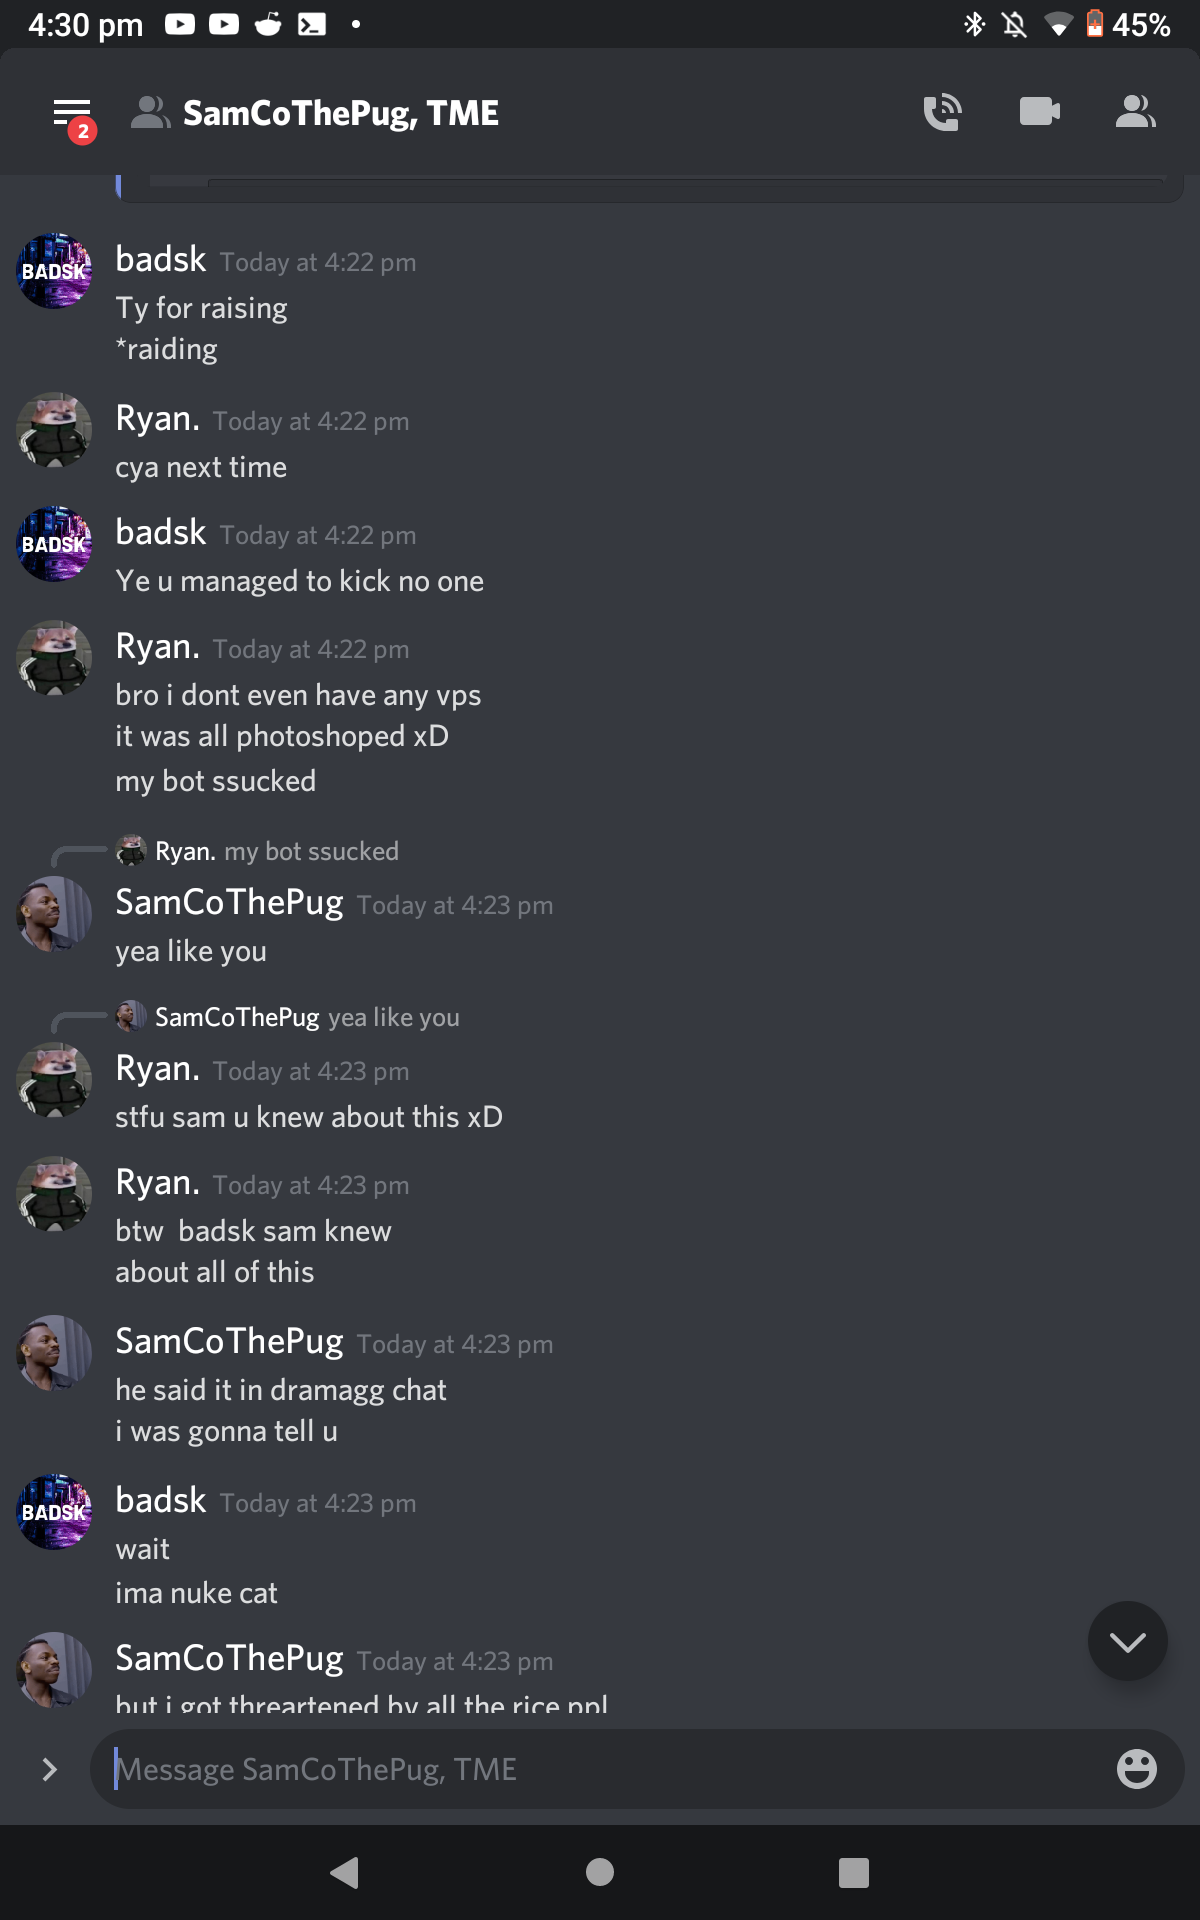 4:30 pm
45%
2
SamCoThePug, TME
BADSK
badsk Today at 4:22 pm
Ty for raising
*raiding
Ryan. Today at 4:22 pm
cya next time
BADSK
badsk Today at 4:22 pm
Ye u managed to kick no one
Ryan. Today at 4:22 pm
bro i dont even have any vps
it was all photoshoped xD
my bot ssucked
Ryan. my bot ssucked
SamCoThePug Today at 4:23 pm
yea like you
SamCoThePug yea like you
Ryan. Today at 4:23 pm
stfu sam u knew about this xD
Ryan. Today at 4:23 pm
btw  badsk sam knew
about all of this
SamCoThePug Today at 4:23 pm
he said it in dramagg chat
i was gonna tell u
BADSK
badsk Today at 4:23 pm
wait
ima nuke cat
SamCoThePug Today at 4:23 pm
but i got threartened by all the rice ppl
Message SamCoThePug, TME